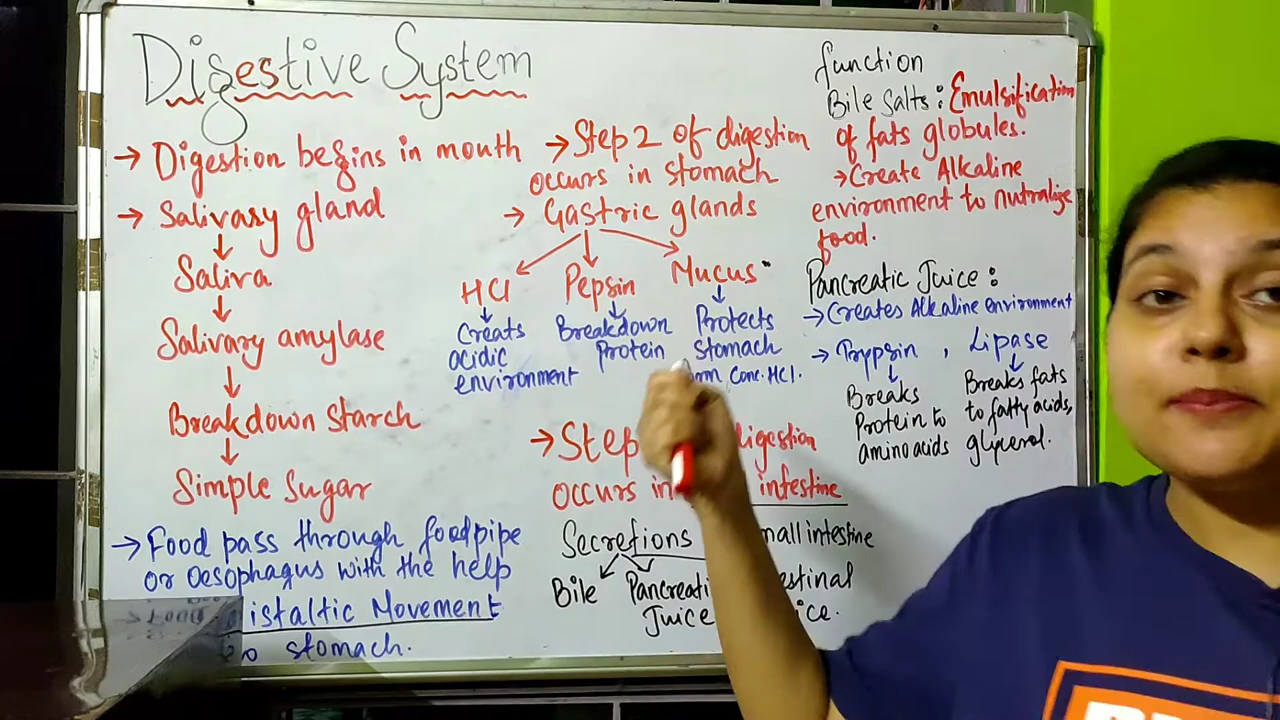 Digestive System
→ Digestion begins in mouth
→ Salivary gland
↓
Saliva
↓
Salivary amylase
↓
Breakdown starch
↓
Simple Sugar
→ Food pass through foodpipe
or Oesophagus with the help
istaltic Movement
stomach.
→ Step 2 of digestion
occurs in stomach
→ Gastric glands
HCl Pepsin Mucus
↓ ↓ ↓
Creats Breakdown Protects
acidic Protein stomach
environment Conc. HCl.
→ Step digestion
occurs in intestine
Secretions mall intestine
Bile Pancreati estinal
Juice ice.
function
Bile Salts: Emulsification
of fats globules.
→ Create Alkaline
environment to nutralize
food.
Pancreatic Juice:
→ Creates Alkaline environment
→ Trypsin, Lipase
↓ ↓
Breaks Breaks fats
Protein to to fatty acids,
aminoacids glycerol.